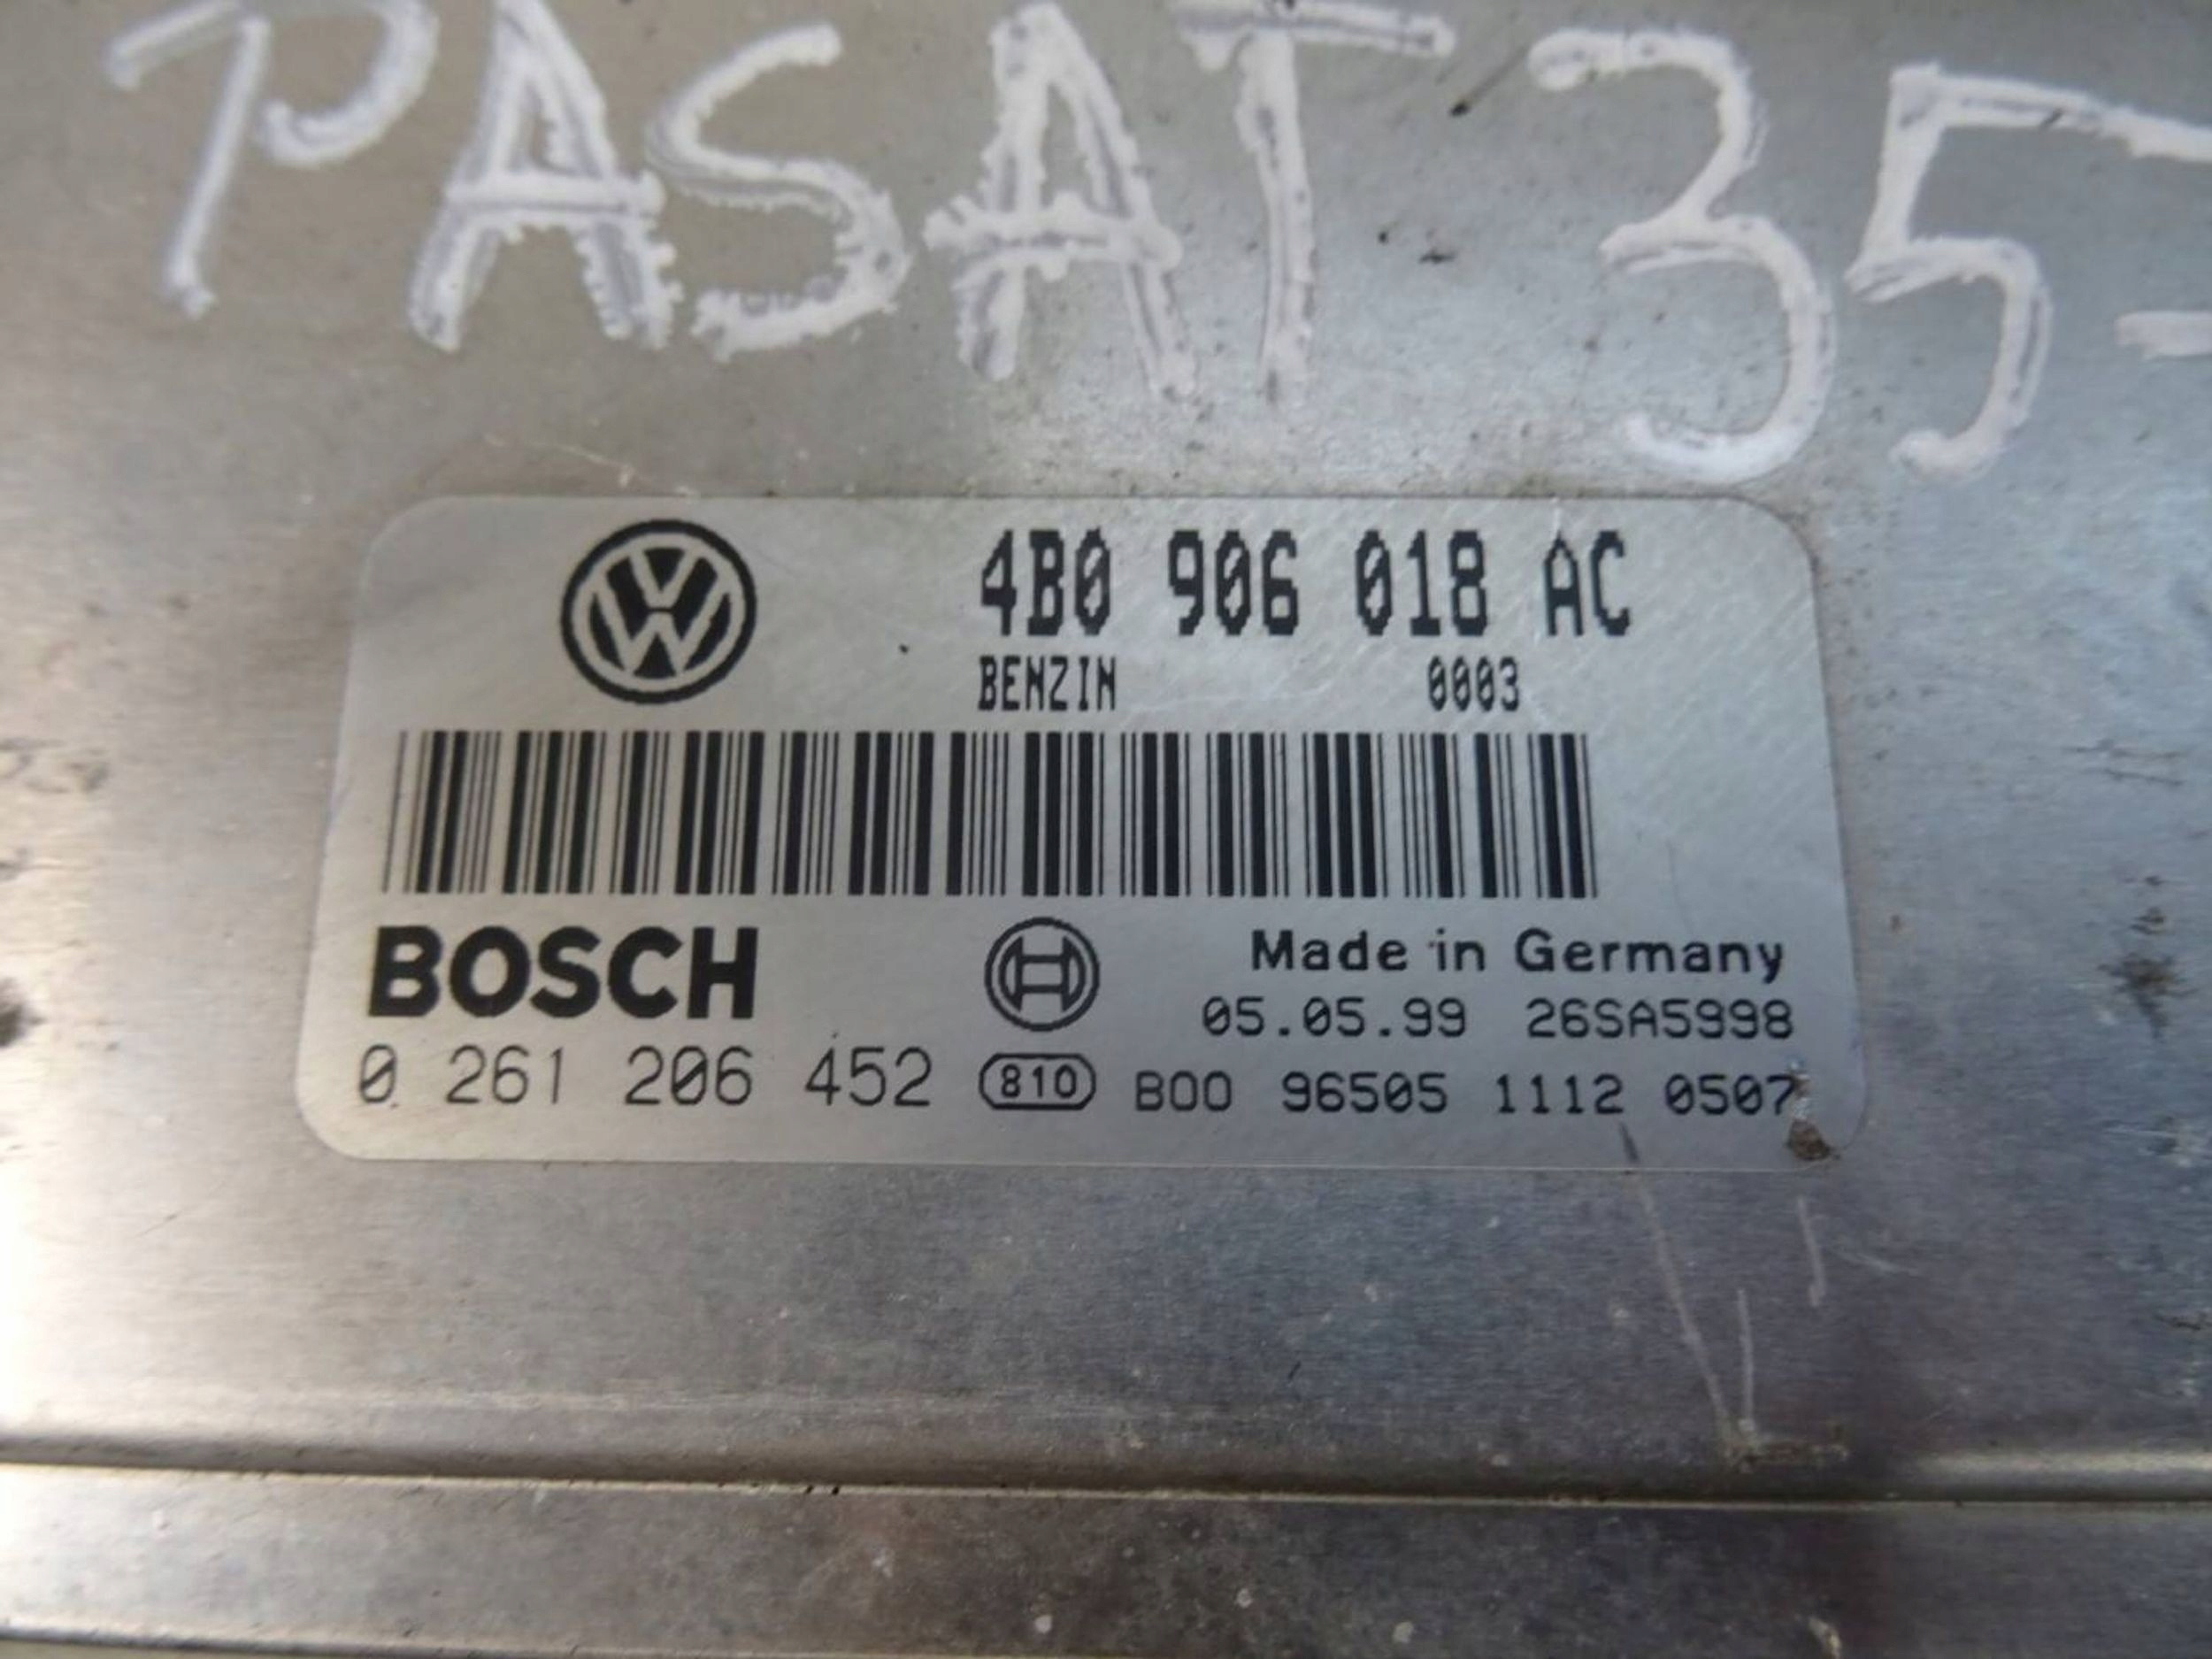 PASAT 35-
4B0 906 018 AC
BENZIN 0003
BOSCH
Made in Germany
05.05.99 26SA5998
0 261 206 452 810 B00 96505 1112 0507